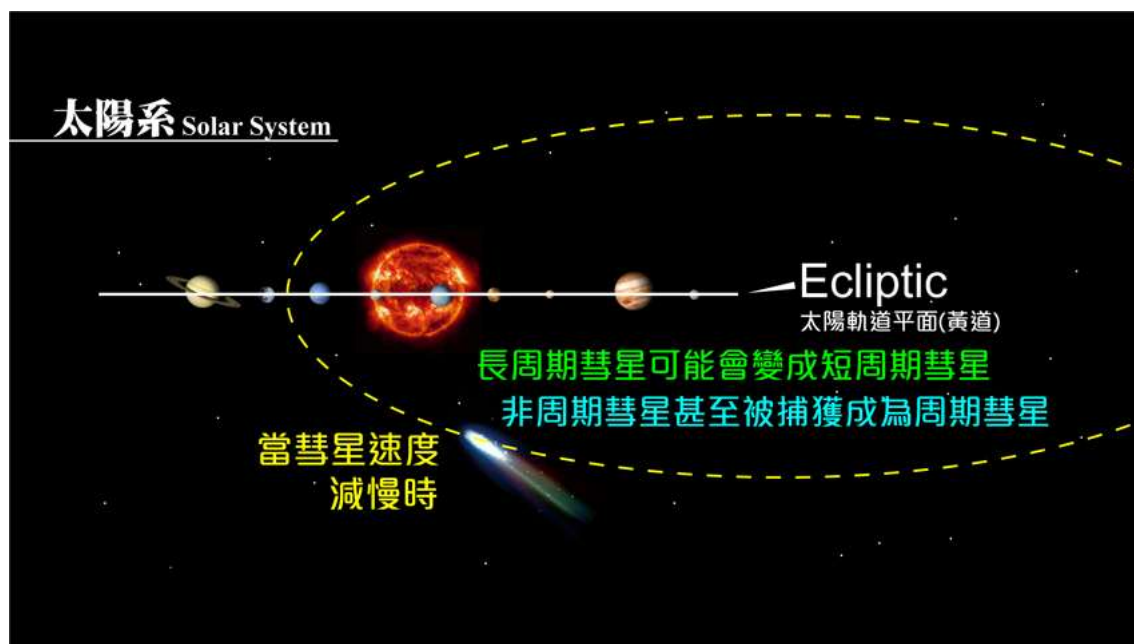 太陽系 Solar System
Ecliptic
太陽軌道平面(黃道)
長周期彗星可能會變成短周期彗星
非周期彗星甚至被捕獲成為周期彗星
當彗星速度
減慢時